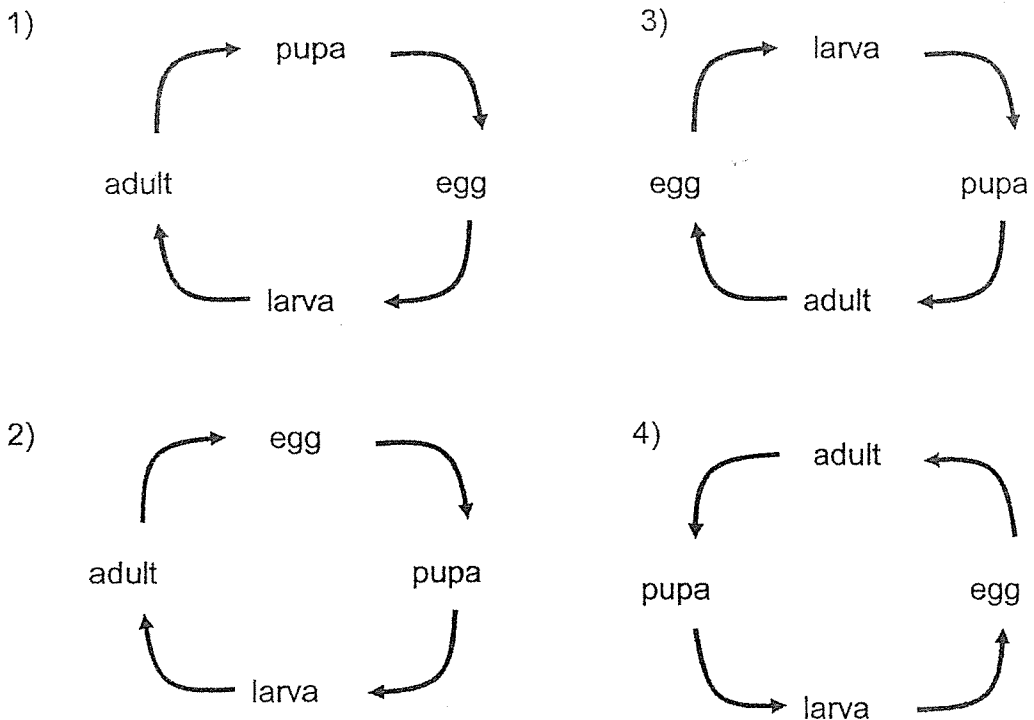 1)
pupa
adult
egg
larva
3)
larva
egg
pupa
adult
2)
egg
adult
pupa
larva
4)
adult
pupa
egg
larva